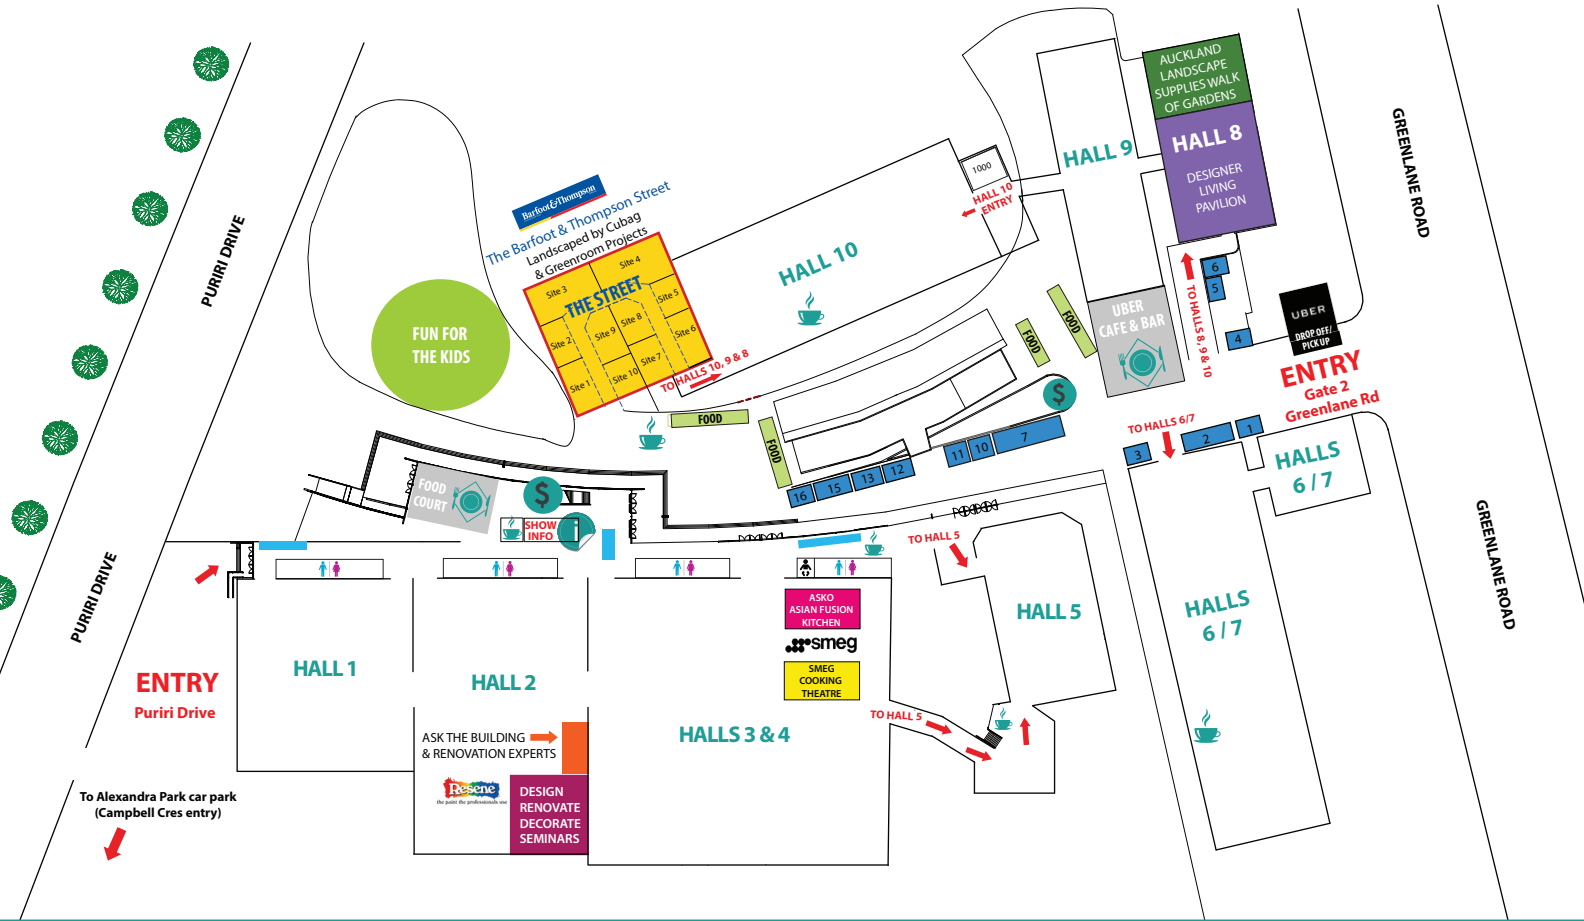 PURIRI DRIVE
PURIRI DRIVE
ENTRY
Puriri Drive
To Alexandra Park car park
(Campbell Cres entry)
FUN FOR
THE KIDS
Barfoot&Thompson
The Barfoot & Thompson Street
Landscaped by Cubag
& Greenroom Projects
THE STREET
Site 3
Site 4
Site 2
Site 9
Site 8
Site 5
Site 6
Site 1
Site 10
Site 7
TO HALLS 10, 9 & 8
HALL 10
1000
HALL 10
ENTRY
HALL 9
AUCKLAND
LANDSCAPE
SUPPLIES WALK
OF GARDENS
HALL 8
DESIGNER
LIVING
PAVILION
UBER
CAFE & BAR
TO HALLS 8, 9 & 10
6
5
4
UBER
DROP OFF/
PICK UP
ENTRY
Gate 2
Greenlane Rd
GREENLANE ROAD
GREENLANE ROAD
FOOD
FOOD
FOOD
FOOD
$
16
15
13
12
11
10
7
TO HALLS 6/7
3
2
1
HALLS
6 / 7
HALLS
6 / 7
FOOD
COURT
$
SHOW
INFO
TO HALL 5
HALL 5
TO HALL 5
HALL 1
HALL 2
HALLS 3 & 4
ASKO
ASIAN FUSION
KITCHEN
smeg
SMEG
COOKING
THEATRE
ASK THE BUILDING
& RENOVATION EXPERTS
Resene
the paint the professionals use
DESIGN
RENOVATE
DECORATE
SEMINARS